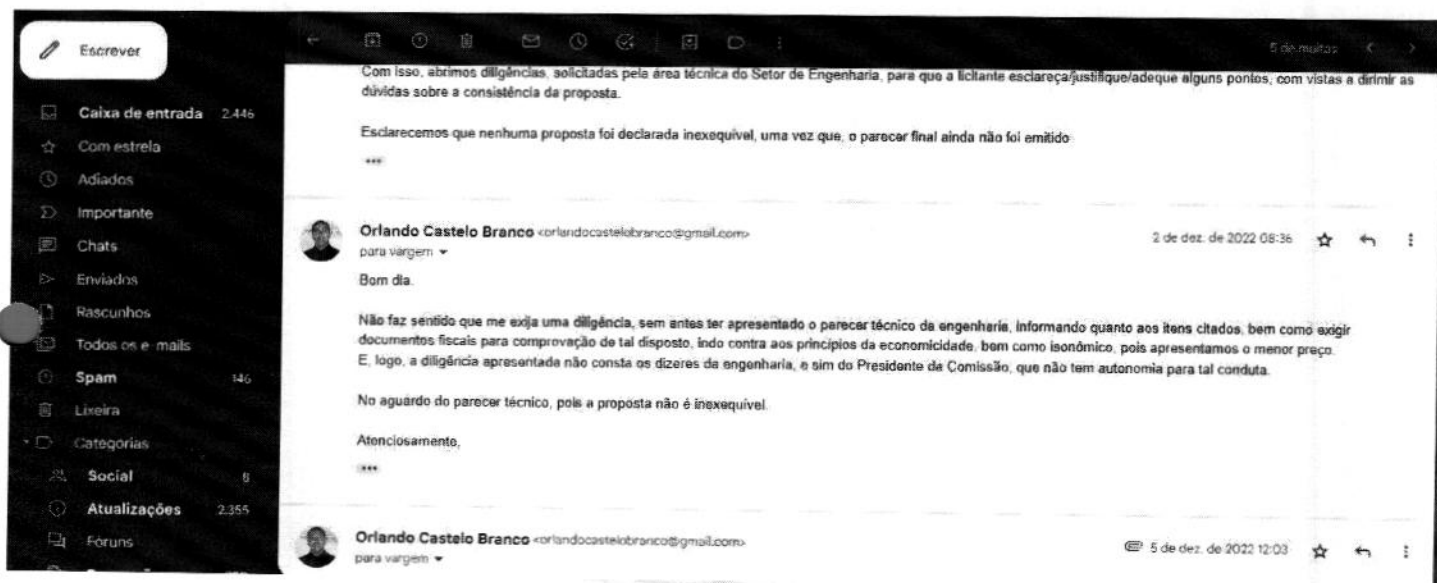 Escrever
5 de muitas
Caixa de entrada 2.446
Com estrela
Adiados
Importante
Chats
Enviados
Rascunhos
Todos os e-mails
Spam 146
Lixeira
Categorias
Social 6
Atualizações 2.355
Fóruns
Com isso, abrimos diligências, solicitadas pela área técnica do Setor de Engenharia, para que a licitante esclareça/justifique/adeque alguns pontos, com vistas a dirimir as
dúvidas sobre a consistência da proposta.
Esclarecemos que nenhuma proposta foi declarada inexequível, uma vez que, o parecer final ainda não foi emitido
Orlando Castelo Branco <orlandocastelobranco@gmail.com>
2 de dez. de 2022 08:36
para vargem
Bom dia.
Não faz sentido que me exija uma diligência, sem antes ter apresentado o parecer técnico da engenharia, informando quanto aos itens citados, bem como exigir
documentos fiscais para comprovação de tal disposto, indo contra aos princípios da economicidade, bem como isonômico, pois apresentamos o menor preço.
E, logo, a diligência apresentada não consta os dizeres da engenharia, e sim do Presidente da Comissão, que não tem autonomia para tal conduta.
No aguardo do parecer técnico, pois a proposta não é inexequível.
Atenciosamente,
Orlando Castelo Branco <orlandocastelobranco@gmail.com>
5 de dez. de 2022 12:03
para vargem